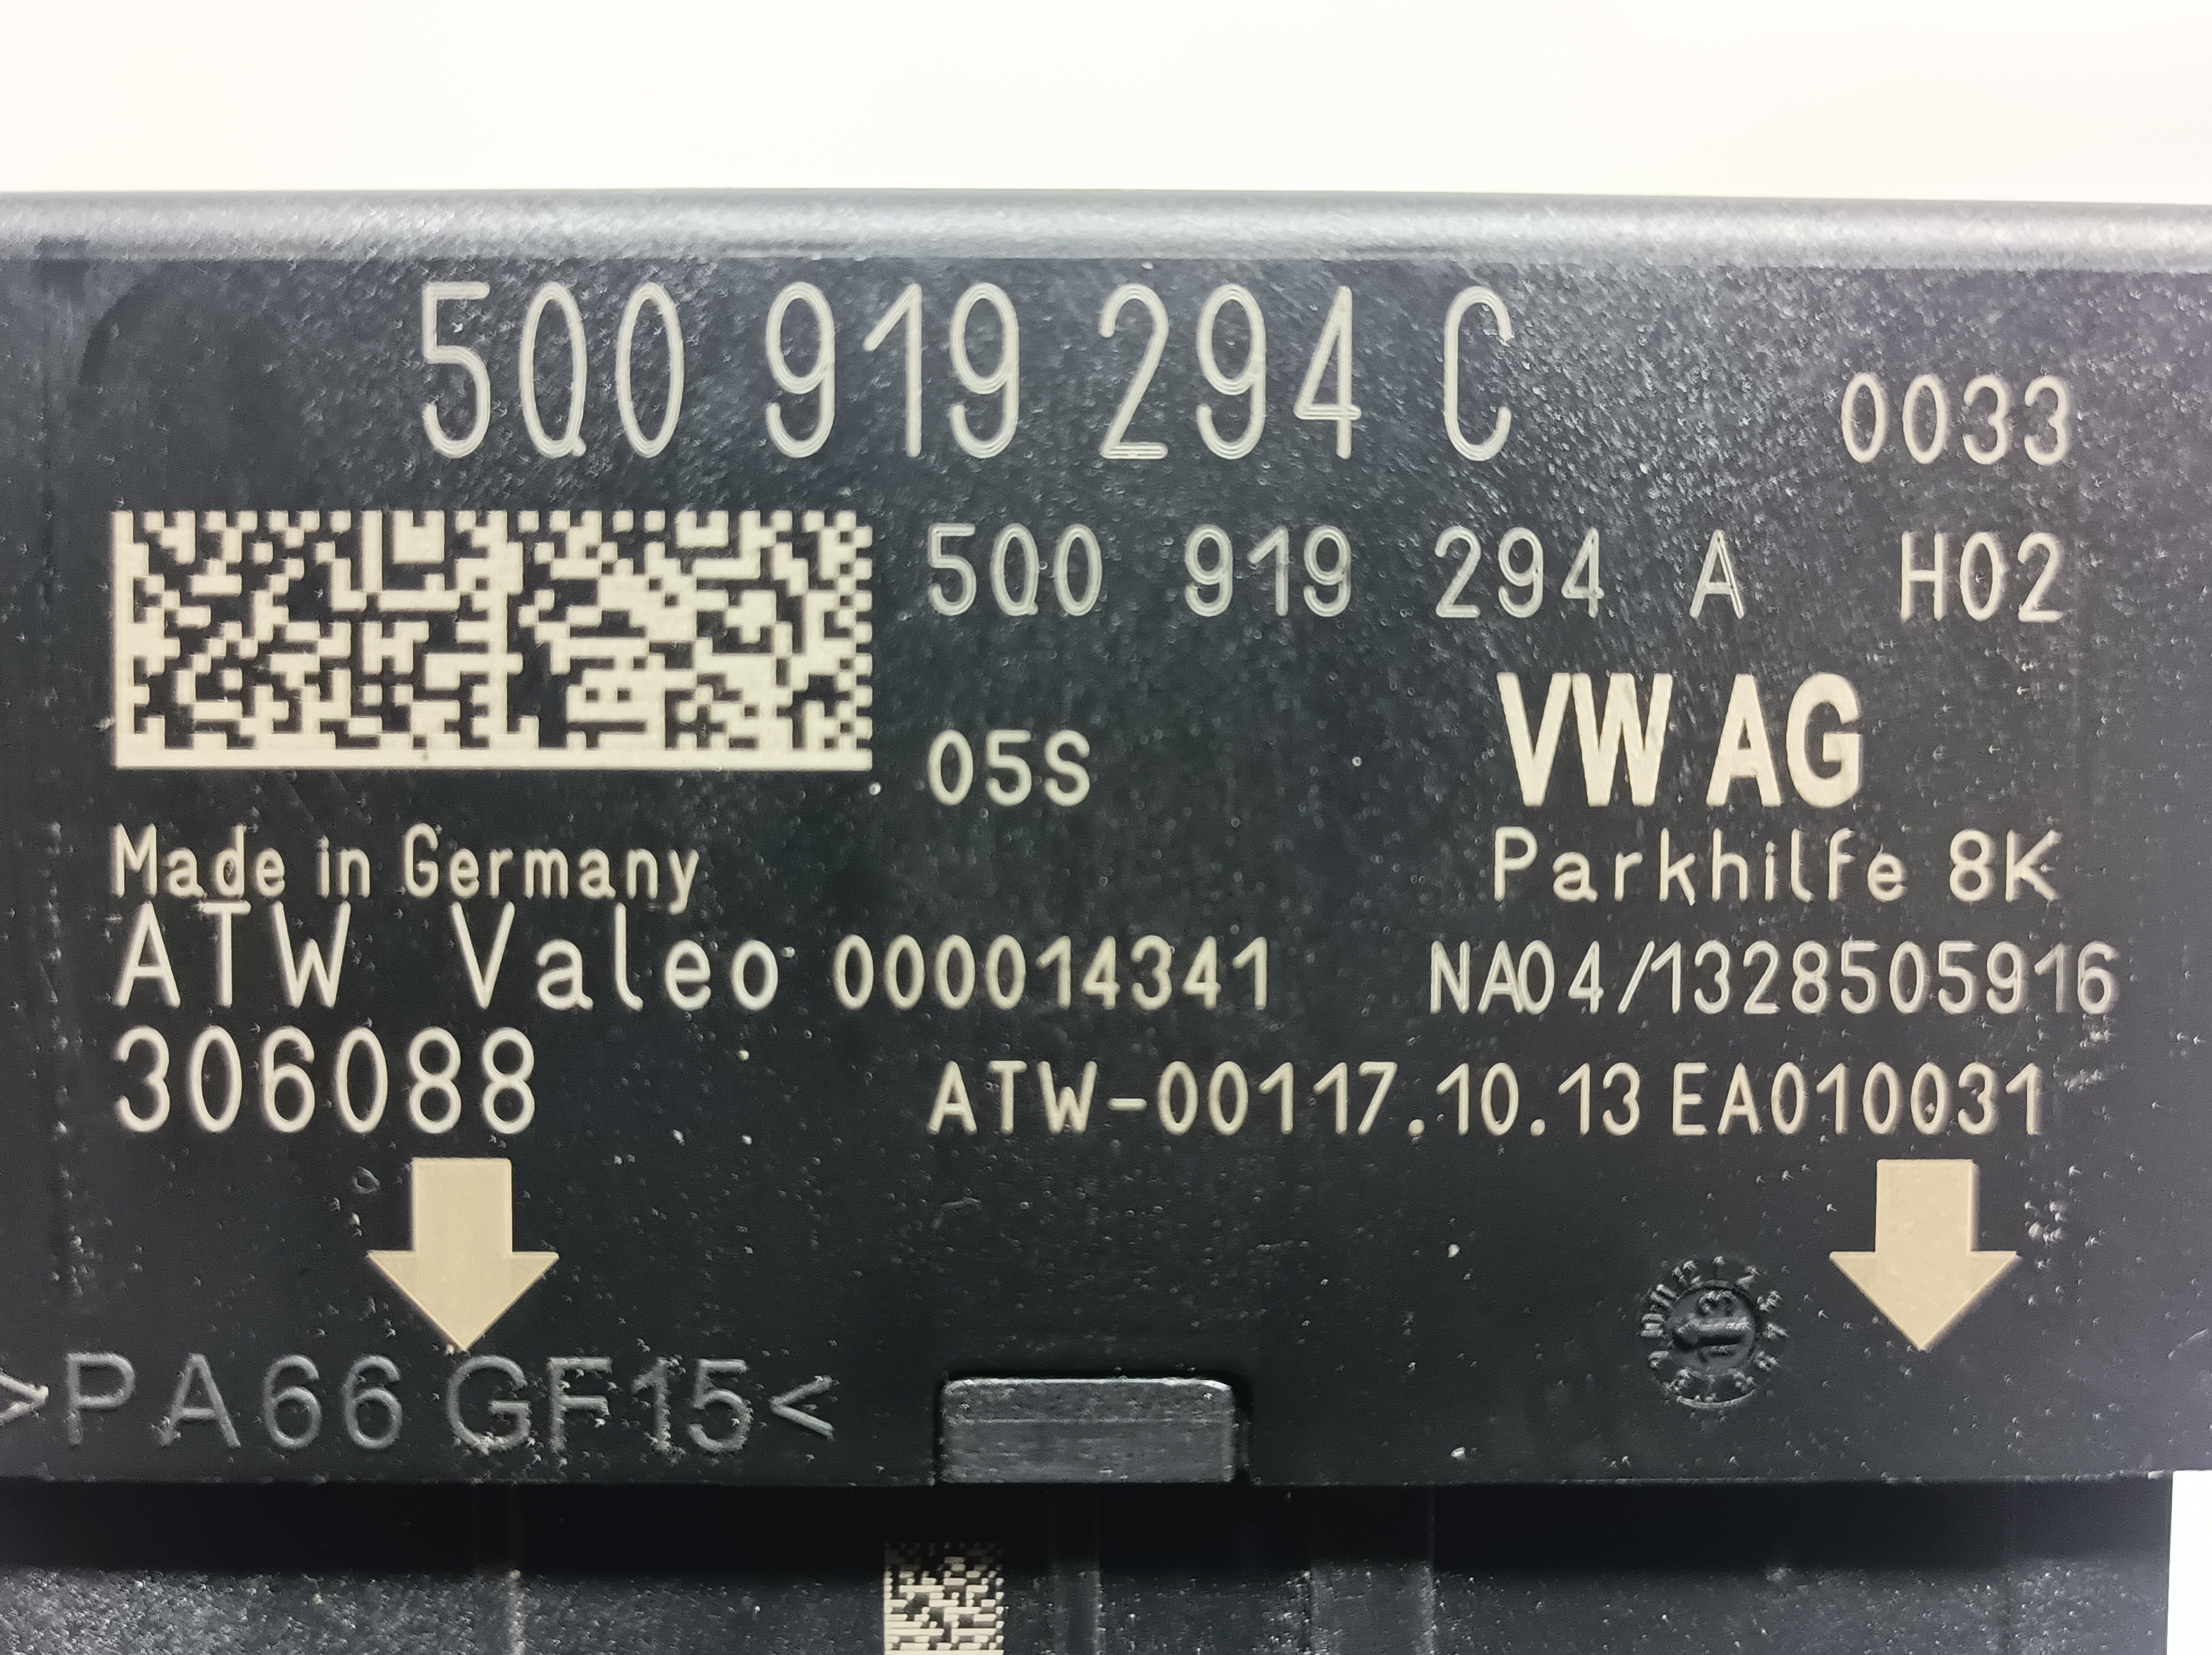 5Q0 919 294 C
0033
5Q0 919 294 A H02
05S
VW AG
Made in Germany
Parkhilfe 8K
ATW Valeo 000014341
NA04/1328505916
306088
ATW-00117.10.13 EA010031
>PA66 GF15<